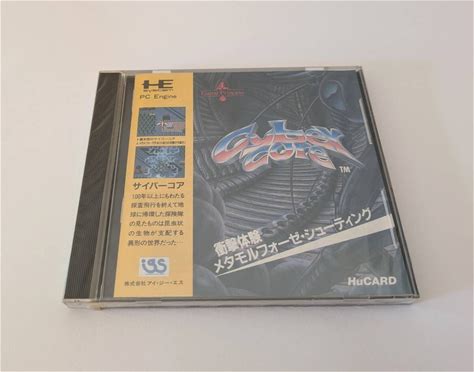 HE
SYSTEM
PC Engine
サイバーコア
100年以上にもわたる
探査飛行を終えて地
球に帰還した探険隊
の見たものは昆虫状
の生物が支配する
異形の世界だった…
igs
株式会社 アイ・ジー・エス
Cyber
Core
TM
衝撃体験
メタモルフォーゼ・シューティング
HuCARD